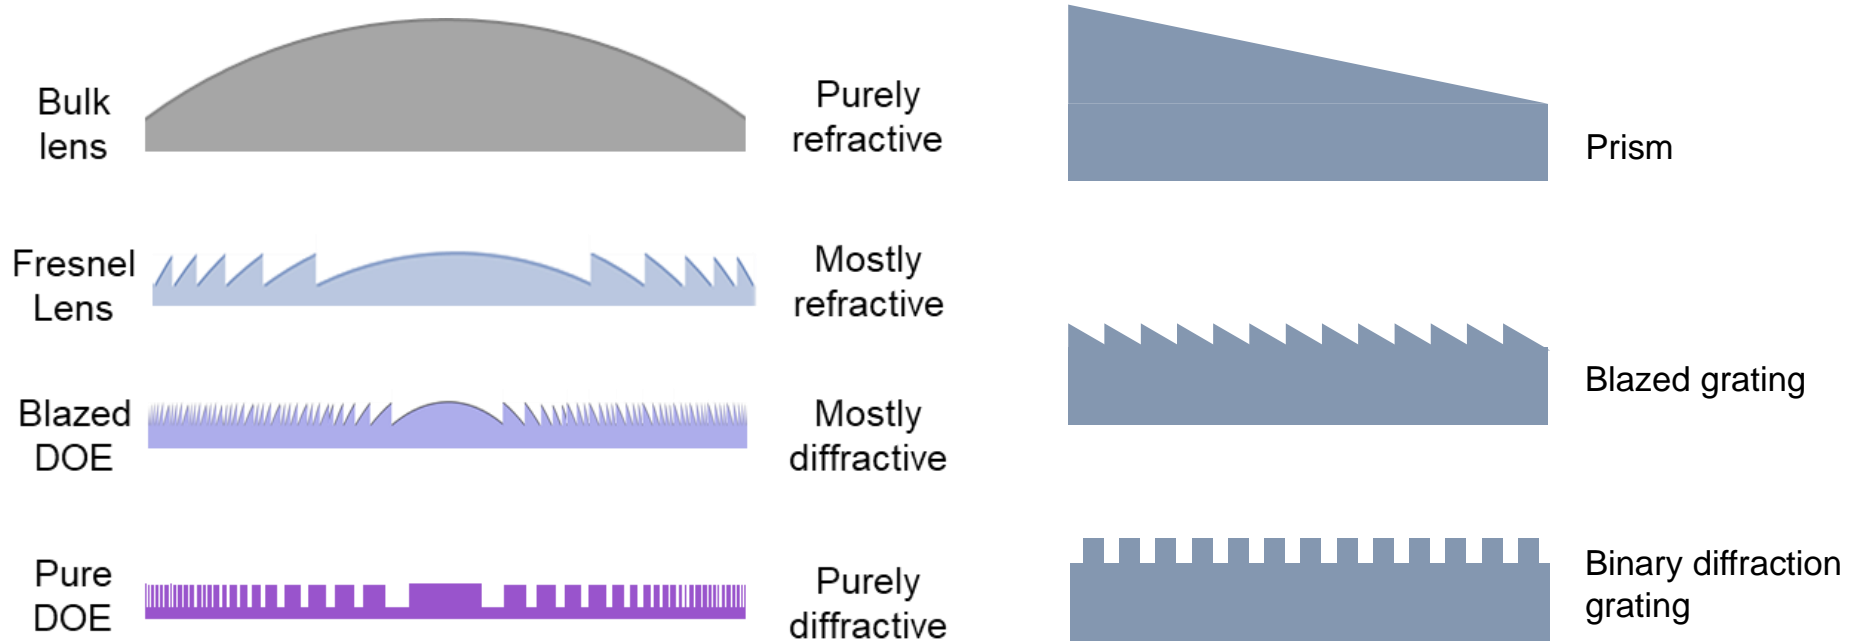 Bulk
lens
Purely
refractive
Prism
Fresnel
Lens
Mostly
refractive
Blazed grating
Blazed
DOE
Mostly
diffractive
Binary diffraction
grating
Pure
DOE
Purely
diffractive